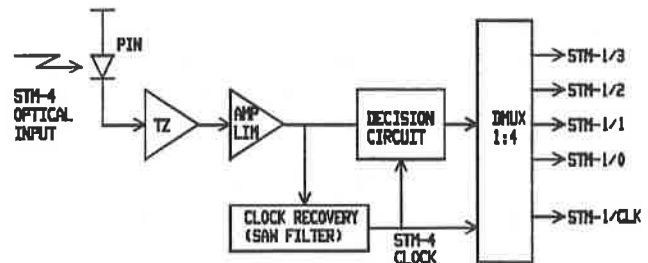 PIN
STM-4
OPTICAL
INPUT
TZ
AMP
LIM
DECISION
CIRCUIT
DMUX
1:4
STM-1/3
STM-1/2
STM-1/1
STM-1/0
STM-1/CLK
CLOCK RECOVERY
(SAW FILTER)
STM-4
CLOCK